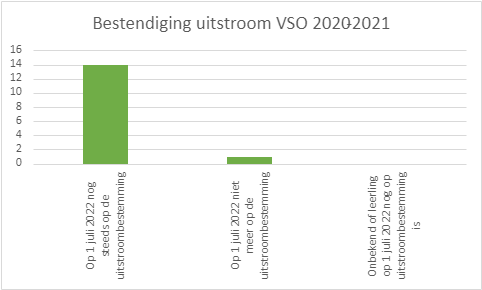 Bestendiging uitstroom VSO 2020-2021
16
14
12
10
8
6
4
2
0
Op 1 juli 2022 nog
steeds op de
uitstroombestemming
Op 1 juli 2022 niet
meer op de
uitstroombestemming
Onbekend of leerling
op 1 juli 2022 nog op
uitstroombestemming
is